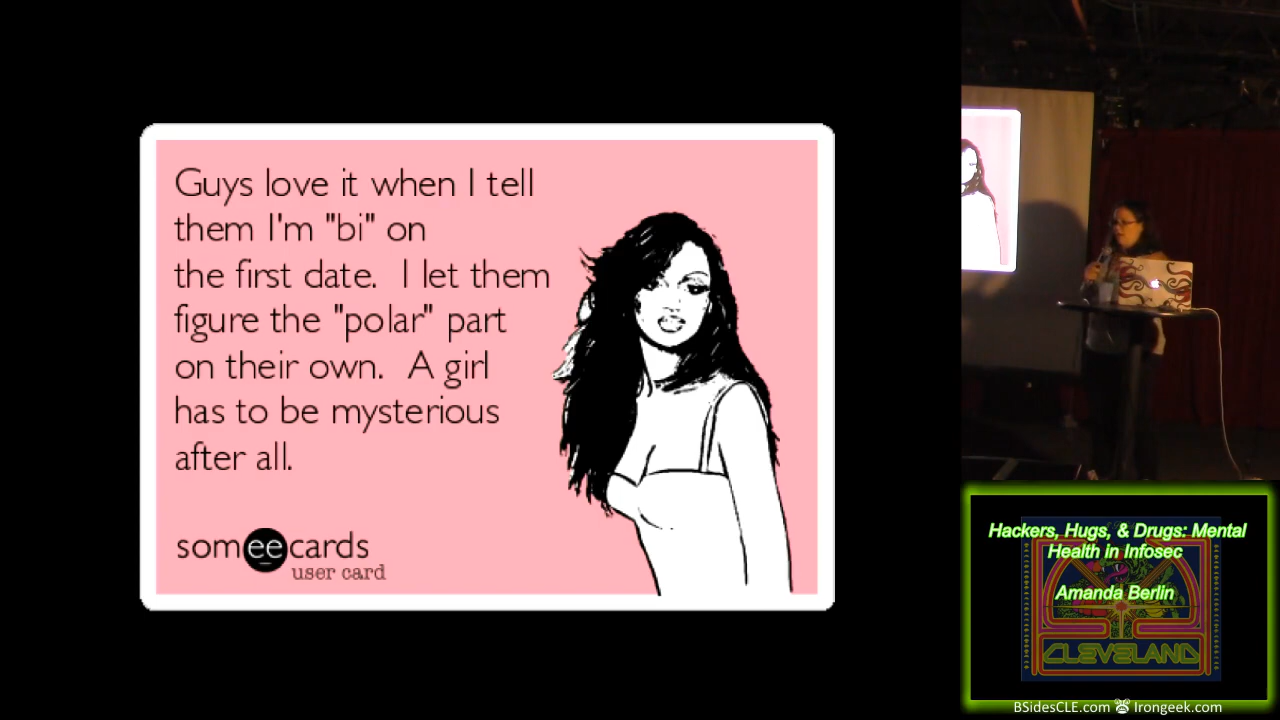 Guys love it when I tell
them I'm "bi" on
the first date.  I let them
figure the "polar" part
on their own.  A girl
has to be mysterious
after all.
someecards
user card
Hackers, Hugs, & Drugs: Mental
Health in Infosec
Amanda Berlin
CLEVELAND
BSidesCLE.com Irongeek.com